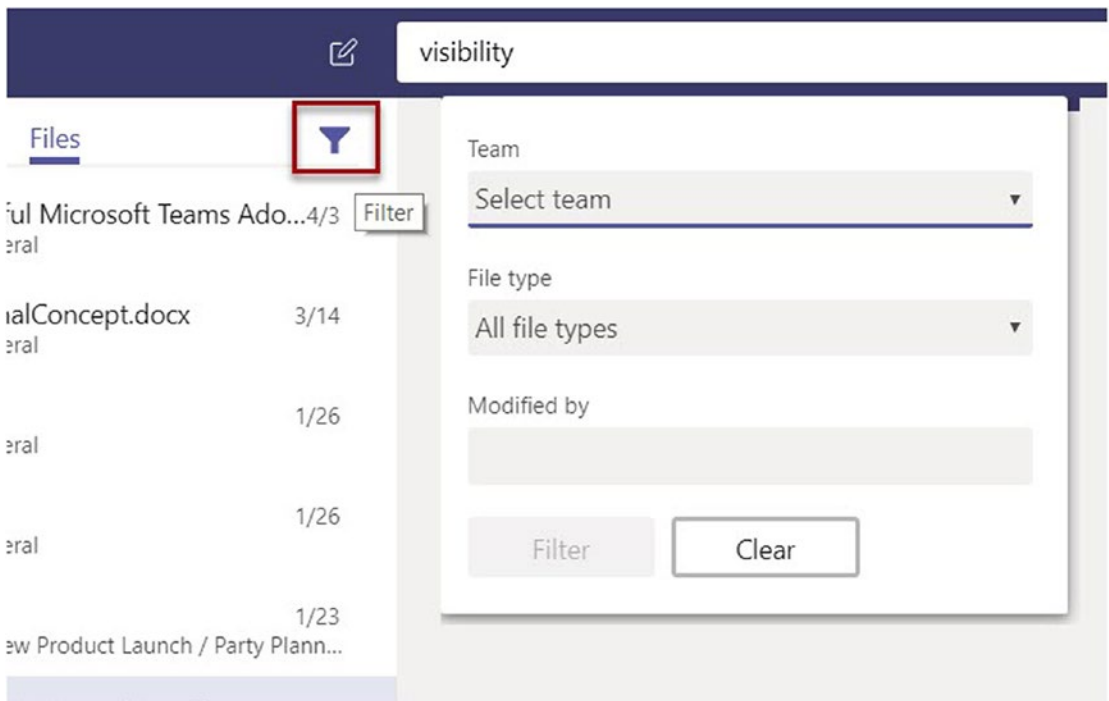 visibility
Files
ful Microsoft Teams Ado...4/3
Filter
eral
nalConcept.docx 3/14
eral
1/26
eral
1/26
eral
1/23
ew Product Launch / Party Plann...
Team
Select team
File type
All file types
Modified by
Filter
Clear